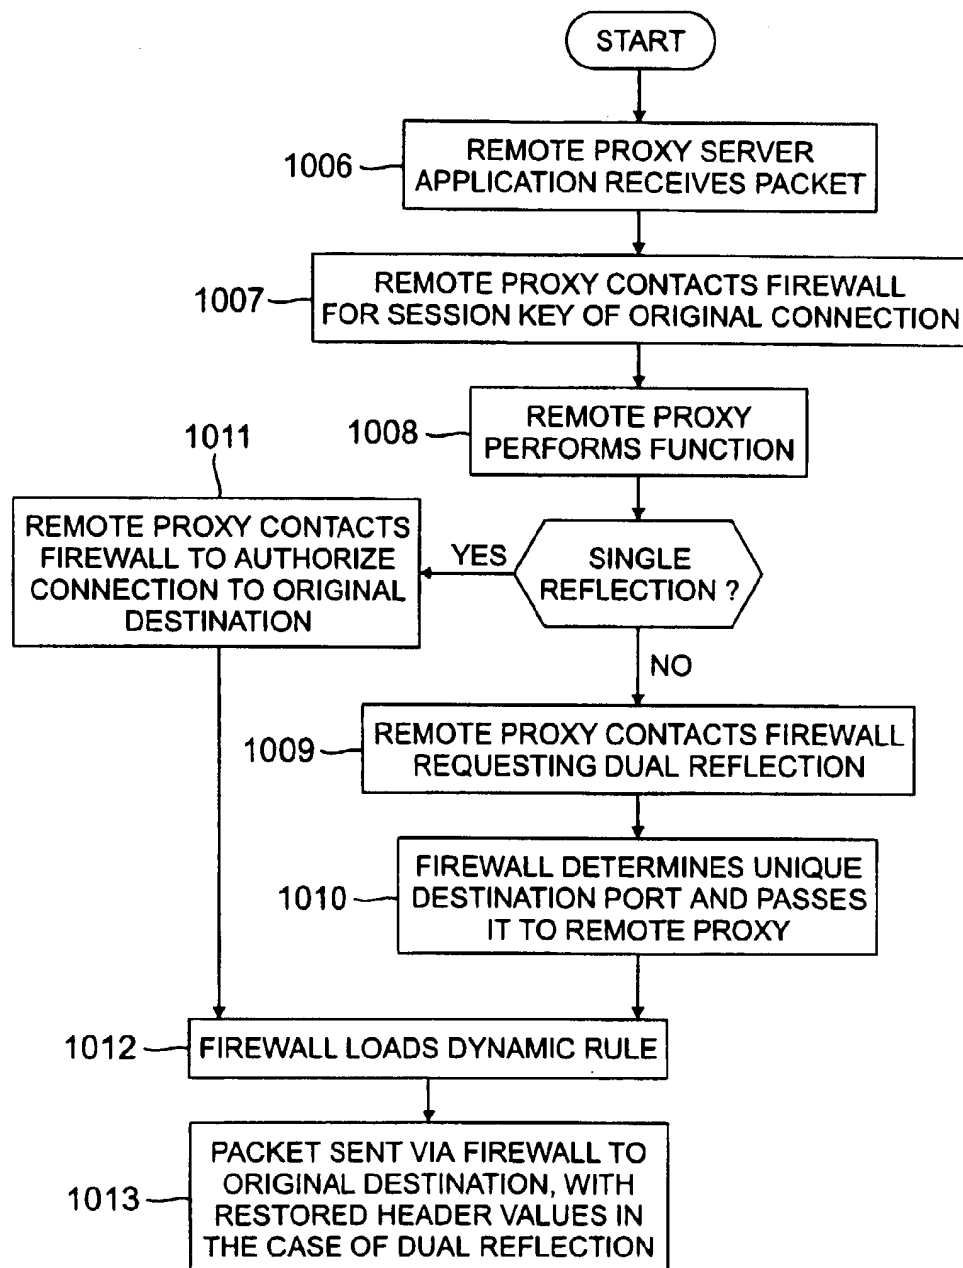 START
1006
REMOTE PROXY SERVER
APPLICATION RECEIVES PACKET
1007
REMOTE PROXY CONTACTS FIREWALL
FOR SESSION KEY OF ORIGINAL CONNECTION
1008
REMOTE PROXY
PERFORMS FUNCTION
1011
REMOTE PROXY CONTACTS
FIREWALL TO AUTHORIZE
CONNECTION TO ORIGINAL
DESTINATION
YES
SINGLE
REFLECTION ?
NO
1009
REMOTE PROXY CONTACTS FIREWALL
REQUESTING DUAL REFLECTION
1010
FIREWALL DETERMINES UNIQUE
DESTINATION PORT AND PASSES
IT TO REMOTE PROXY
1012
FIREWALL LOADS DYNAMIC RULE
1013
PACKET SENT VIA FIREWALL TO
ORIGINAL DESTINATION, WITH
RESTORED HEADER VALUES IN
THE CASE OF DUAL REFLECTION